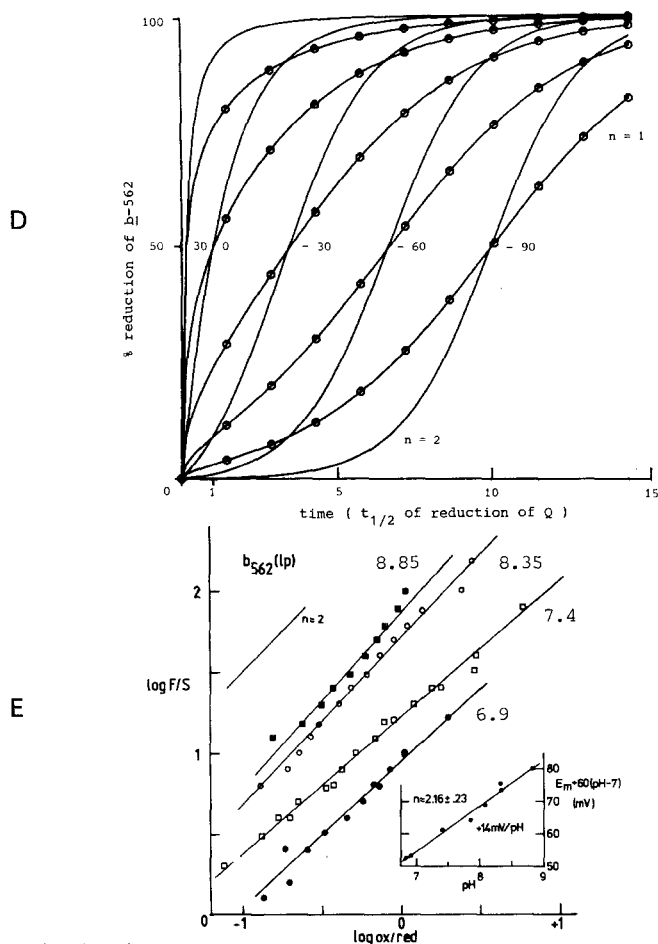 D
100
50
0
% reduction of b-562
30
0
- 30
- 60
- 90
n = 1
n = 2
0
1
5
10
15
time ( t1/2 of reduction of Q )
E
b562(lp)
8.85
8.35
7.4
6.9
n=2
2
log F/S
1
0
-1
0
+1
log ox/red
n=2.16±.23
+14mV/pH
Em+60(pH-7)
(mV)
80
70
60
50
7
8
9
pH